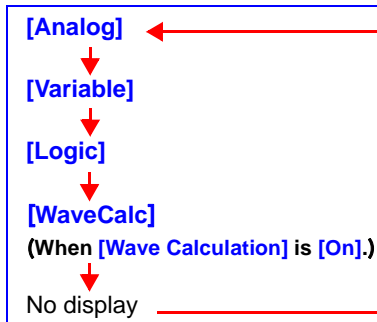 [Analog]
[Variable]
[Logic]
[WaveCalc]
(When [Wave Calculation] is [On].)
No display